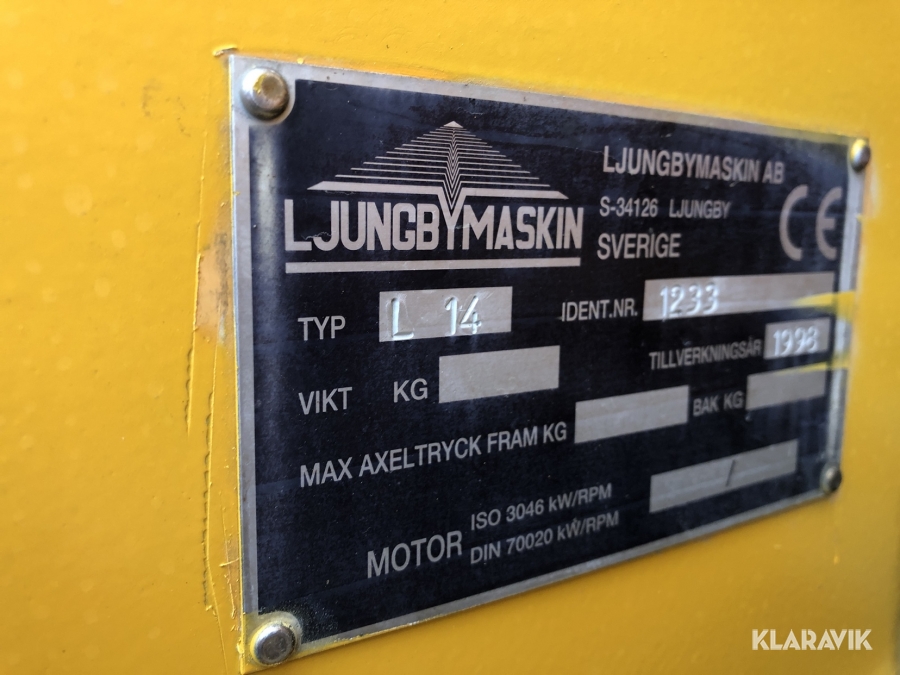 LJUNGBYMASKIN
LJUNGBYMASKIN AB
S-34126 LJUNGBY
SVERIGE
CE
TYP L 14
IDENT.NR. 1233
TILLVERKNINGSÅR 1998
VIKT KG
MAX AXELTRYCK FRAM KG
BAK KG
MOTOR
ISO 3046 kW/RPM
DIN 70020 kW/RPM
/
KLARAVIK